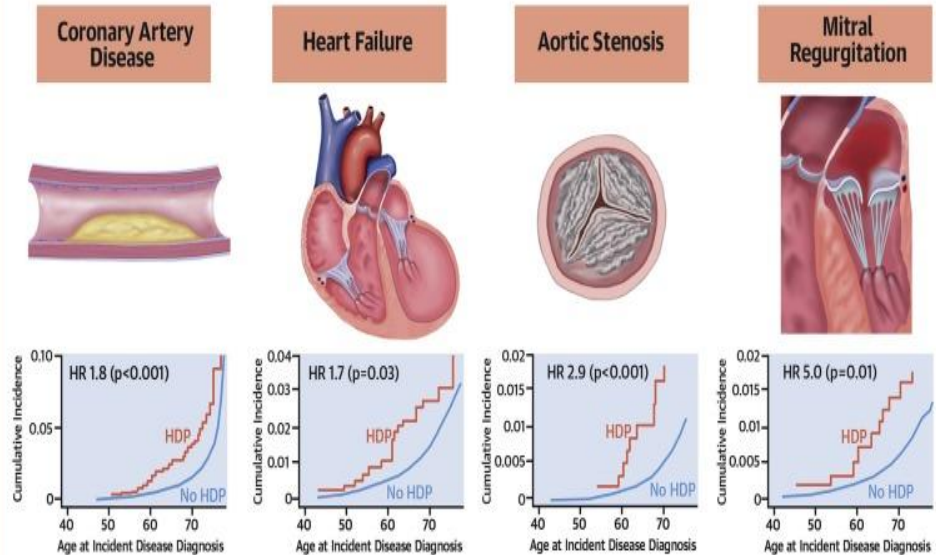 Coronary Artery
Disease
Heart Failure
Aortic Stenosis
Mitral
Regurgitation
Cumulative Incidence
0.10
0.05
0
HR 1.8 (p<0.001)
HDP
No HDP
40 50 60 70
Age at Incident Disease Diagnosis
Cumulative Incidence
0.04
0.03
0.02
0.01
0
HR 1.7 (p=0.03)
HDP
No HDP
40 50 60 70
Age at Incident Disease Diagnosis
Cumulative Incidence
0.02
0.015
0.01
0.005
0
HR 2.9 (p<0.001)
HDP
No HDP
40 50 60 70
Age at Incident Disease Diagnosis
Cumulative Incidence
0.02
0.015
0.01
0.005
0
HR 5.0 (p=0.01)
HDP
No HDP
40 50 60 70
Age at Incident Disease Diagnosis